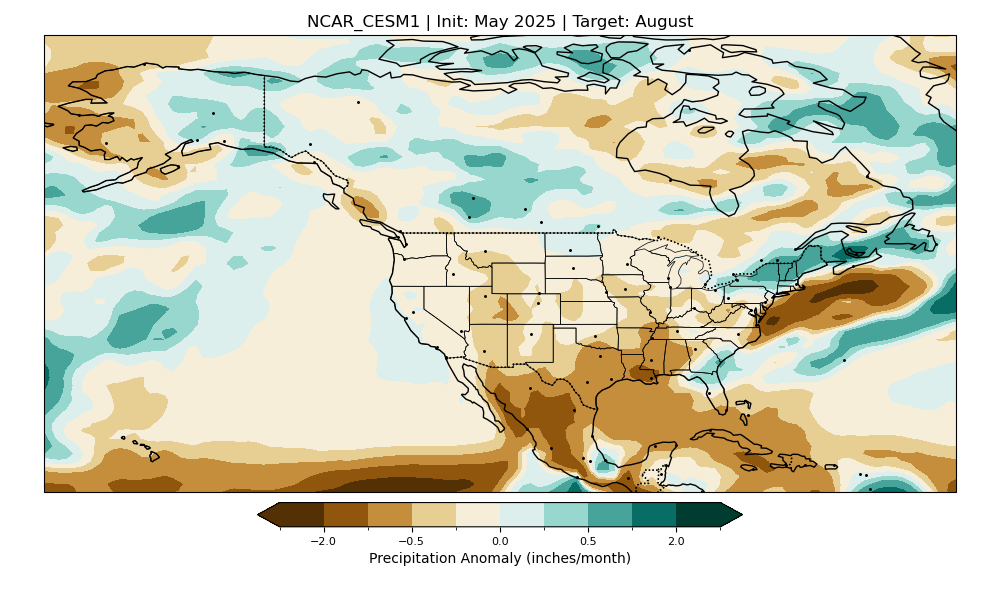 NCAR_CESM1 | Init: May 2025 | Target: August
−2.0 −0.5 0.0 0.5 2.0
Precipitation Anomaly (inches/month)